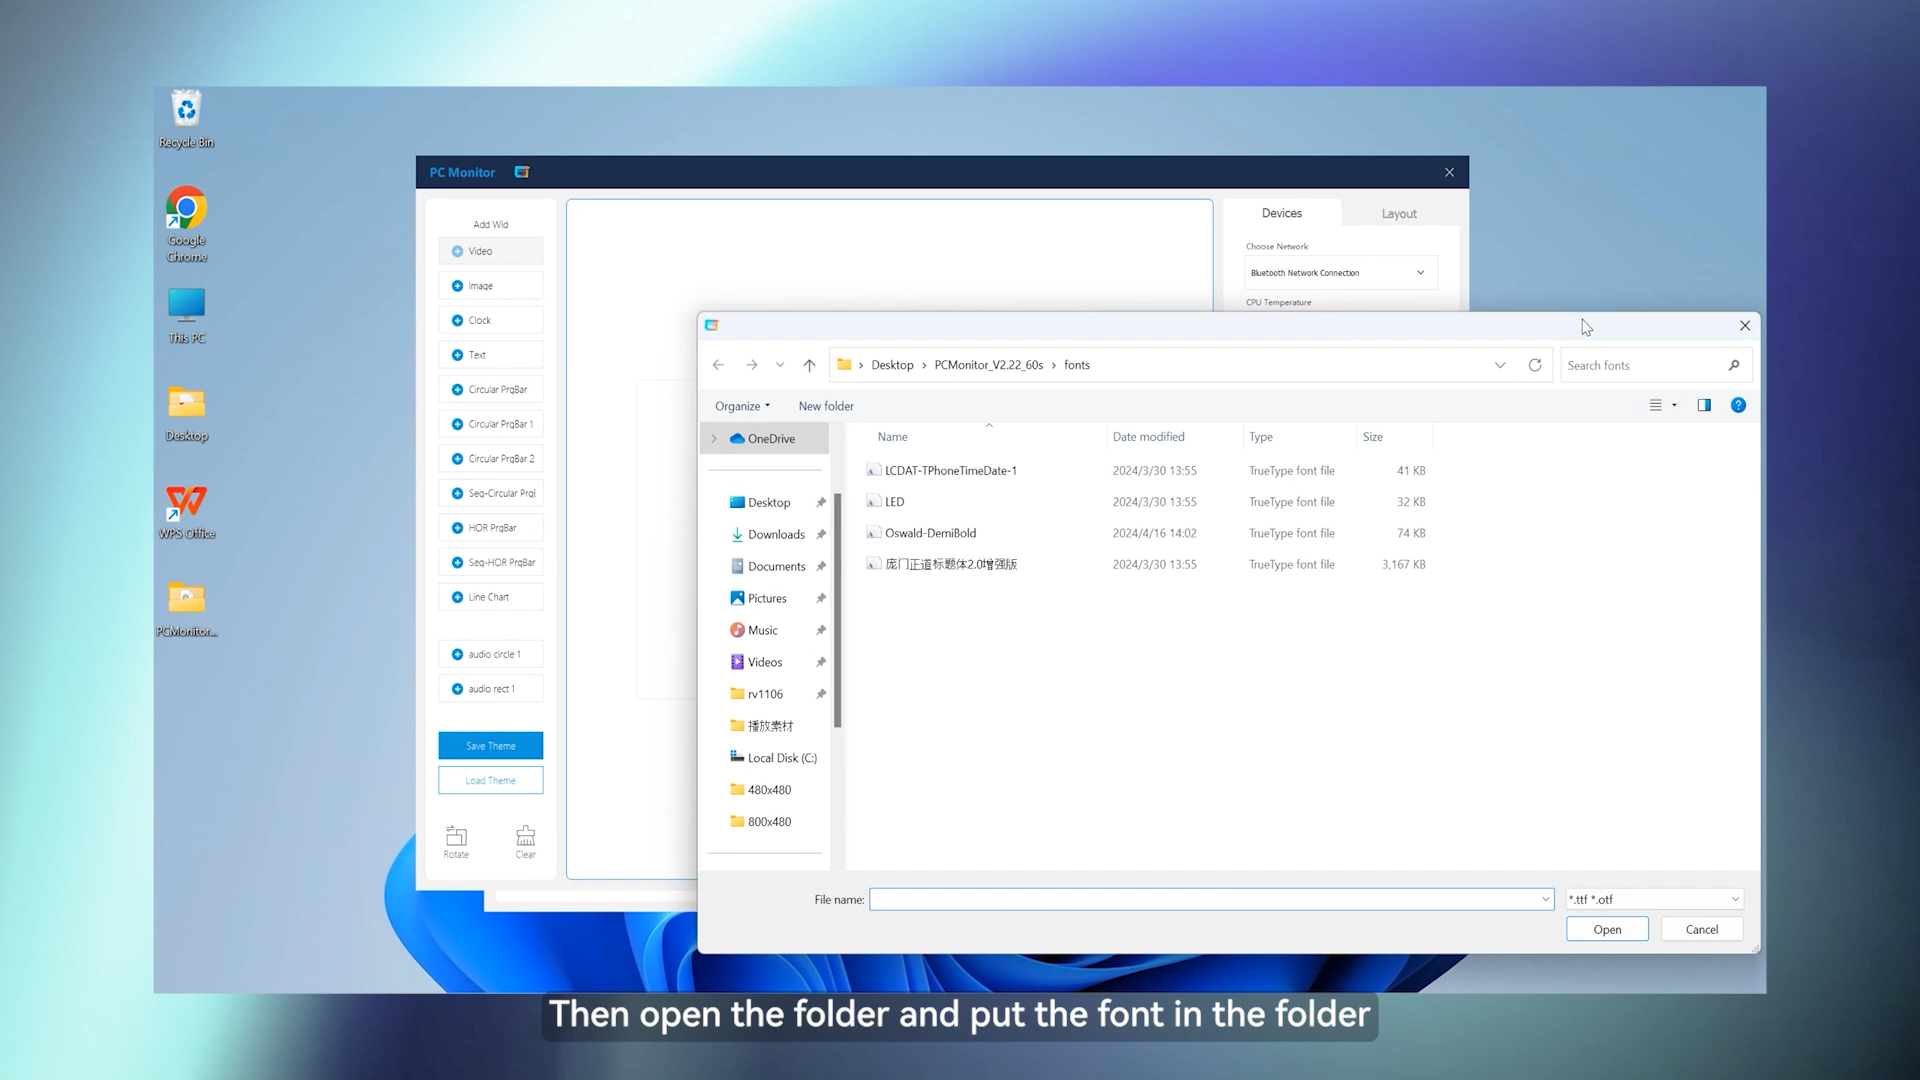 Recycle Bin
Google
Chrome
This PC
Desktop
WPS Office
PCMonitor...
PC Monitor
Add Wid
Video
Image
Clock
Text
Circular PrgBar
Circular PrgBar 1
Circular PrgBar 2
Seq-Circular PrgE
HOR PrgBar
Seq-HOR PrgBar
Line Chart
audio circle 1
audio rect 1
Save Theme
Load Theme
Rotate
Clear
Devices
Layout
Choose Network
Bluetooth Network Connection
CPU Temperature
Desktop > PCMonitor_V2.22_60s > fonts
Search fonts
Organize
New folder
OneDrive
Desktop
Downloads
Documents
Pictures
Music
Videos
rv1106
播放素材
Local Disk (C:)
480x480
800x480
Name Date modified Type Size
LCDAT-TPhoneTimeDate-1 2024/3/30 13:55 TrueType font file 41 KB
LED 2024/3/30 13:55 TrueType font file 32 KB
Oswald-DemiBold 2024/4/16 14:02 TrueType font file 74 KB
庞门正道标题体2.0增强版 2024/3/30 13:55 TrueType font file 3,167 KB
File name:
*.ttf *.otf
Open
Cancel
Then open the folder and put the font in the folder